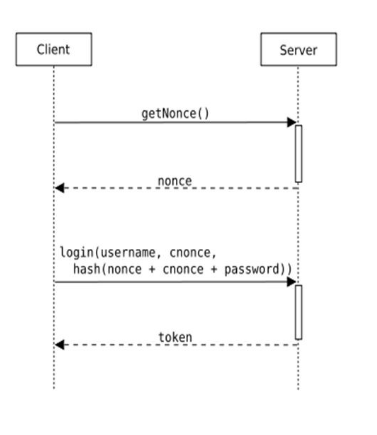 Client
Server
getNonce()
nonce
login(username, cnonce,
hash(nonce + cnonce + password))
token